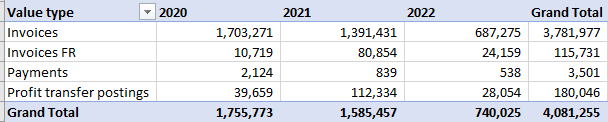 Value type 2020 2021 2022 Grand Total
Invoices 1,703,271 1,391,431 687,275 3,781,977
Invoices FR 10,719 80,854 24,159 115,731
Payments 2,124 839 538 3,501
Profit transfer postings 39,659 112,334 28,054 180,046
Grand Total 1,755,773 1,585,457 740,025 4,081,255